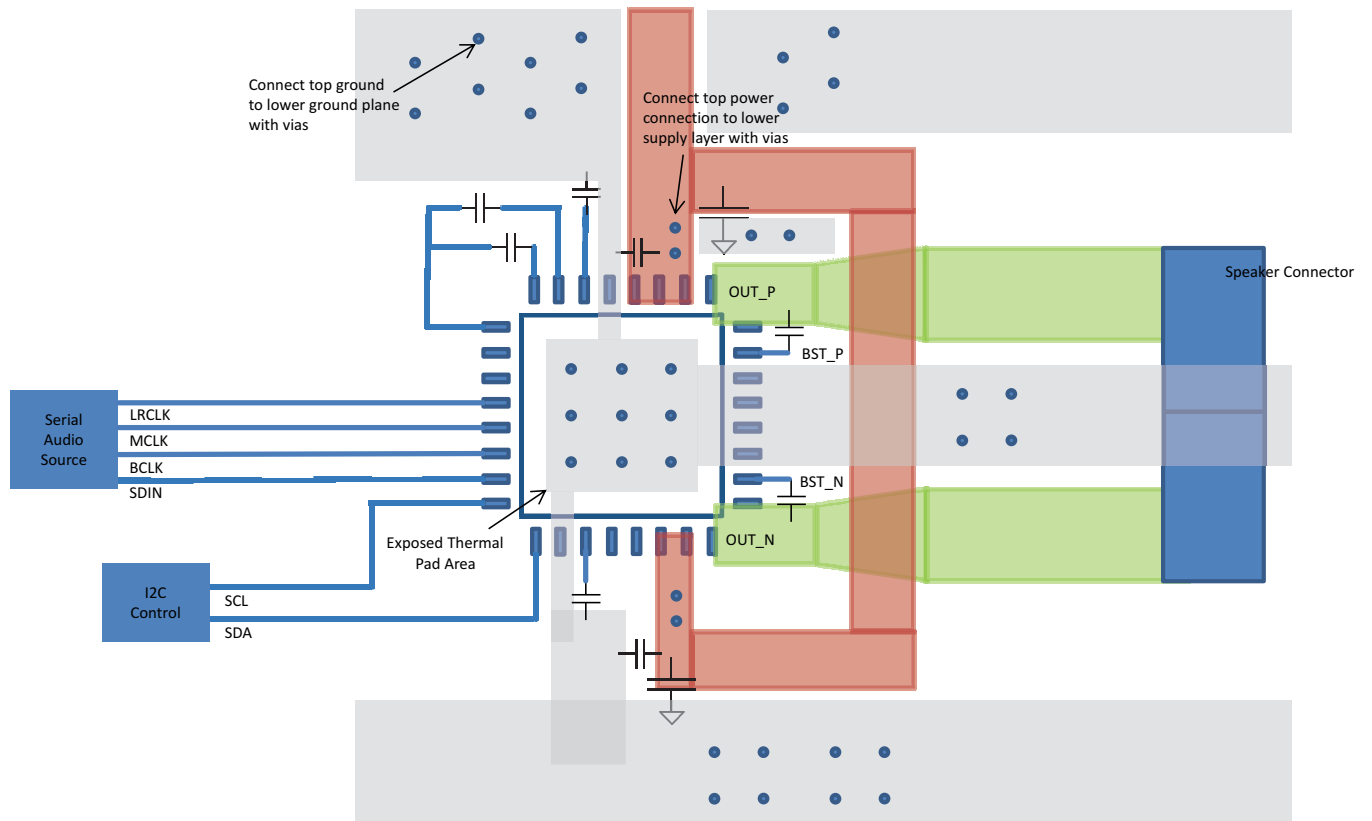 Connect top ground
to lower ground plane
with vias
Connect top power
connection to lower
supply layer with vias
Speaker Connector
OUT_P
BST_P
Serial
Audio
Source
LRCLK
MCLK
BCLK
SDIN
BST_N
OUT_N
Exposed Thermal
Pad Area
I2C
Control
SCL
SDA